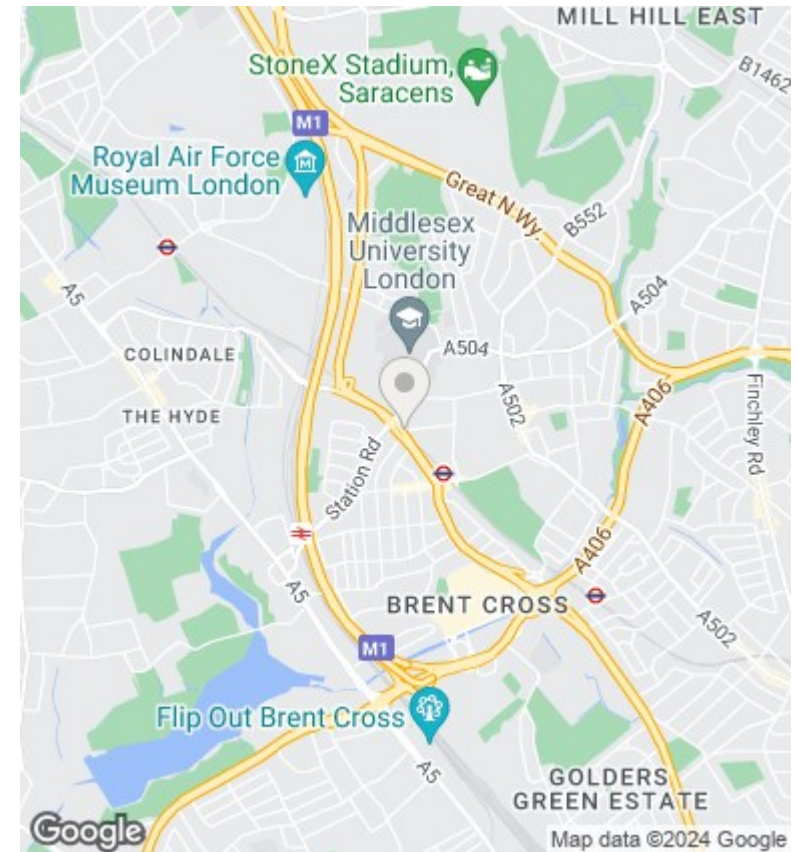 MILL HILL EAST
StoneX Stadium,
Saracens
B1462
M1
Royal Air Force
Museum London
Great N Wy.
B552
Middlesex
University
London
A5
A504
COLINDALE
A504
THE HYDE
A502
A406
Finchley Rd
Station Rd
A406
A5
BRENT CROSS
A502
M1
Flip Out Brent Cross
A5
GOLDERS
GREEN ESTATE
Google
Map data ©2024 Google